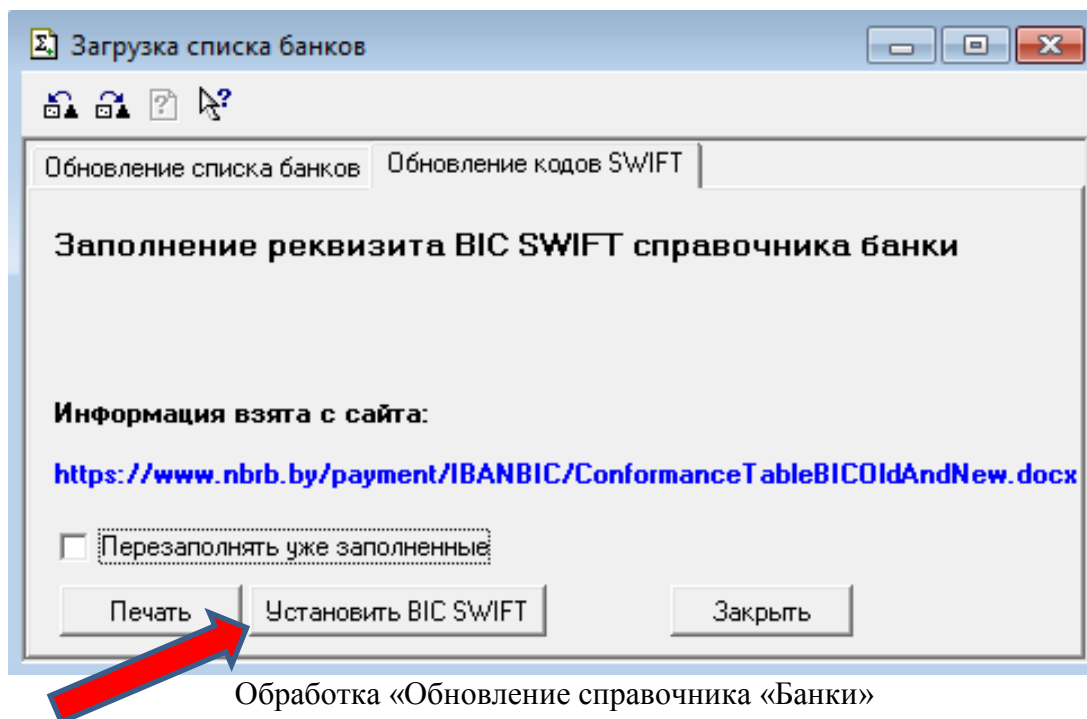 Загрузка списка банков
Обновление списка банков Обновление кодов SWIFT
Заполнение реквизита BIC SWIFT справочника банки
Информация взята с сайта:
https://www.nbrb.by/payment/IBANBIC/ConformanceTableBICOldAndNew.docx
Перезаполнять уже заполненные
Печать Установить BIC SWIFT Закрыть
Обработка «Обновление справочника «Банки»